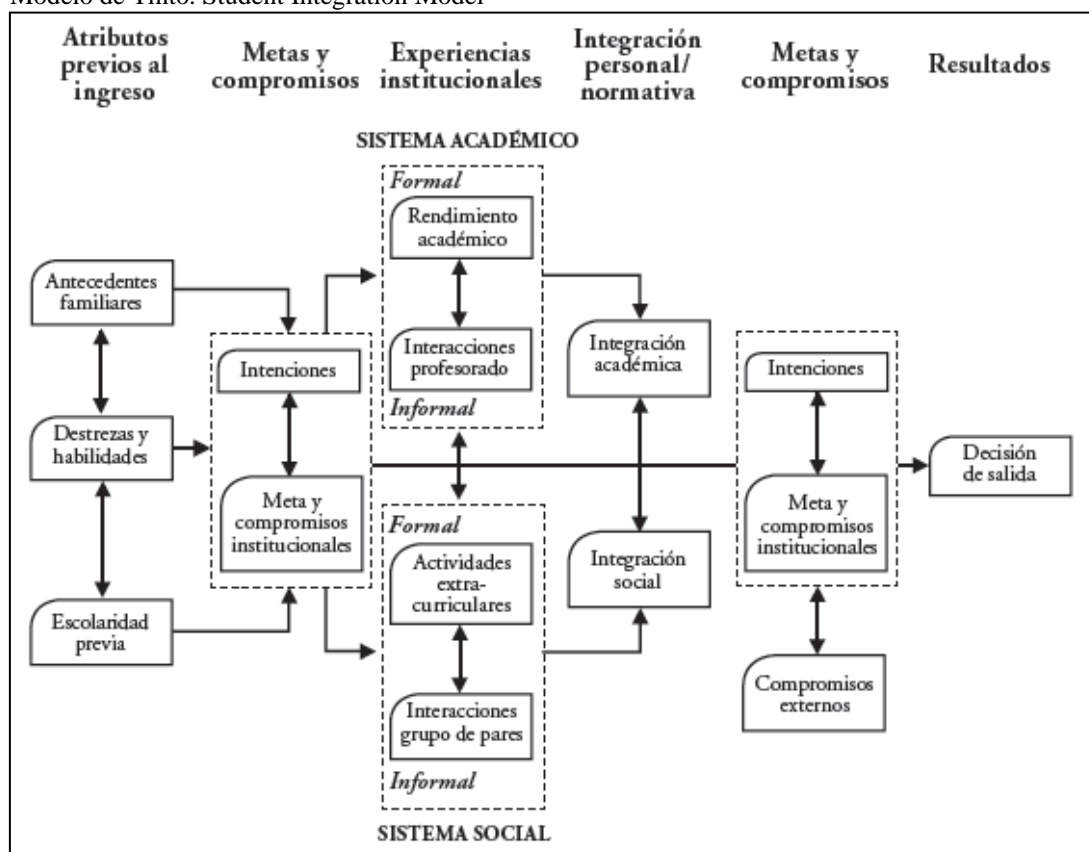 Modelo de Tinto. Student Integration Model
Atributos
previos al
ingreso
Metas y
compromisos
Experiencias
institucionales
Integración
personal/
normativa
Metas y
compromisos
Resultados
SISTEMA ACADÉMICO
Formal
Rendimiento
académico
Interacciones
profesorado
Informal
Antecedentes
familiares
Destrezas y
habilidades
Escolaridad
previa
Intenciones
Meta y
compromisos
institucionales
Formal
Actividades
extra-
curriculares
Interacciones
grupo de pares
Informal
SISTEMA SOCIAL
Integración
académica
Integración
social
Intenciones
Meta y
compromisos
institucionales
Compromisos
externos
Decisión
de salida